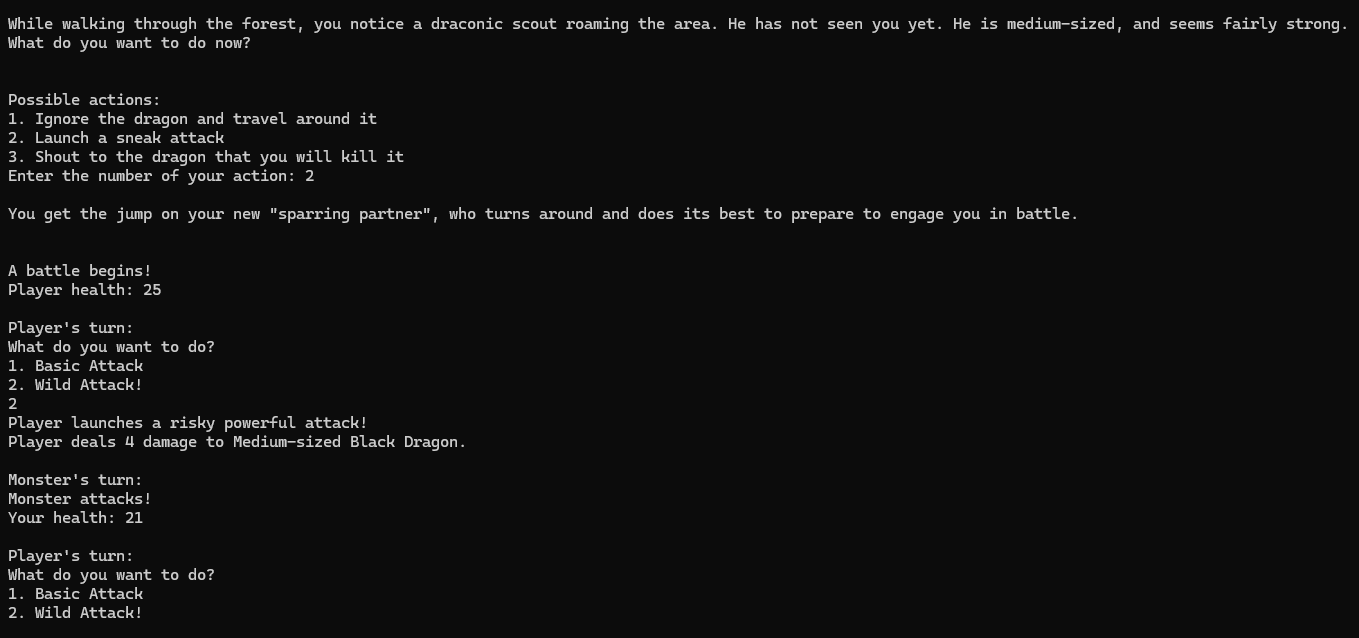 While walking through the forest, you notice a draconic scout roaming the area. He has not seen you yet. He is medium-sized, and seems fairly strong.
What do you want to do now?
Possible actions:
1. Ignore the dragon and travel around it
2. Launch a sneak attack
3. Shout to the dragon that you will kill it
Enter the number of your action: 2
You get the jump on your new "sparring partner", who turns around and does its best to prepare to engage you in battle.
A battle begins!
Player health: 25
Player's turn:
What do you want to do?
1. Basic Attack
2. Wild Attack!
2
Player launches a risky powerful attack!
Player deals 4 damage to Medium-sized Black Dragon.
Monster's turn:
Monster attacks!
Your health: 21
Player's turn:
What do you want to do?
1. Basic Attack
2. Wild Attack!